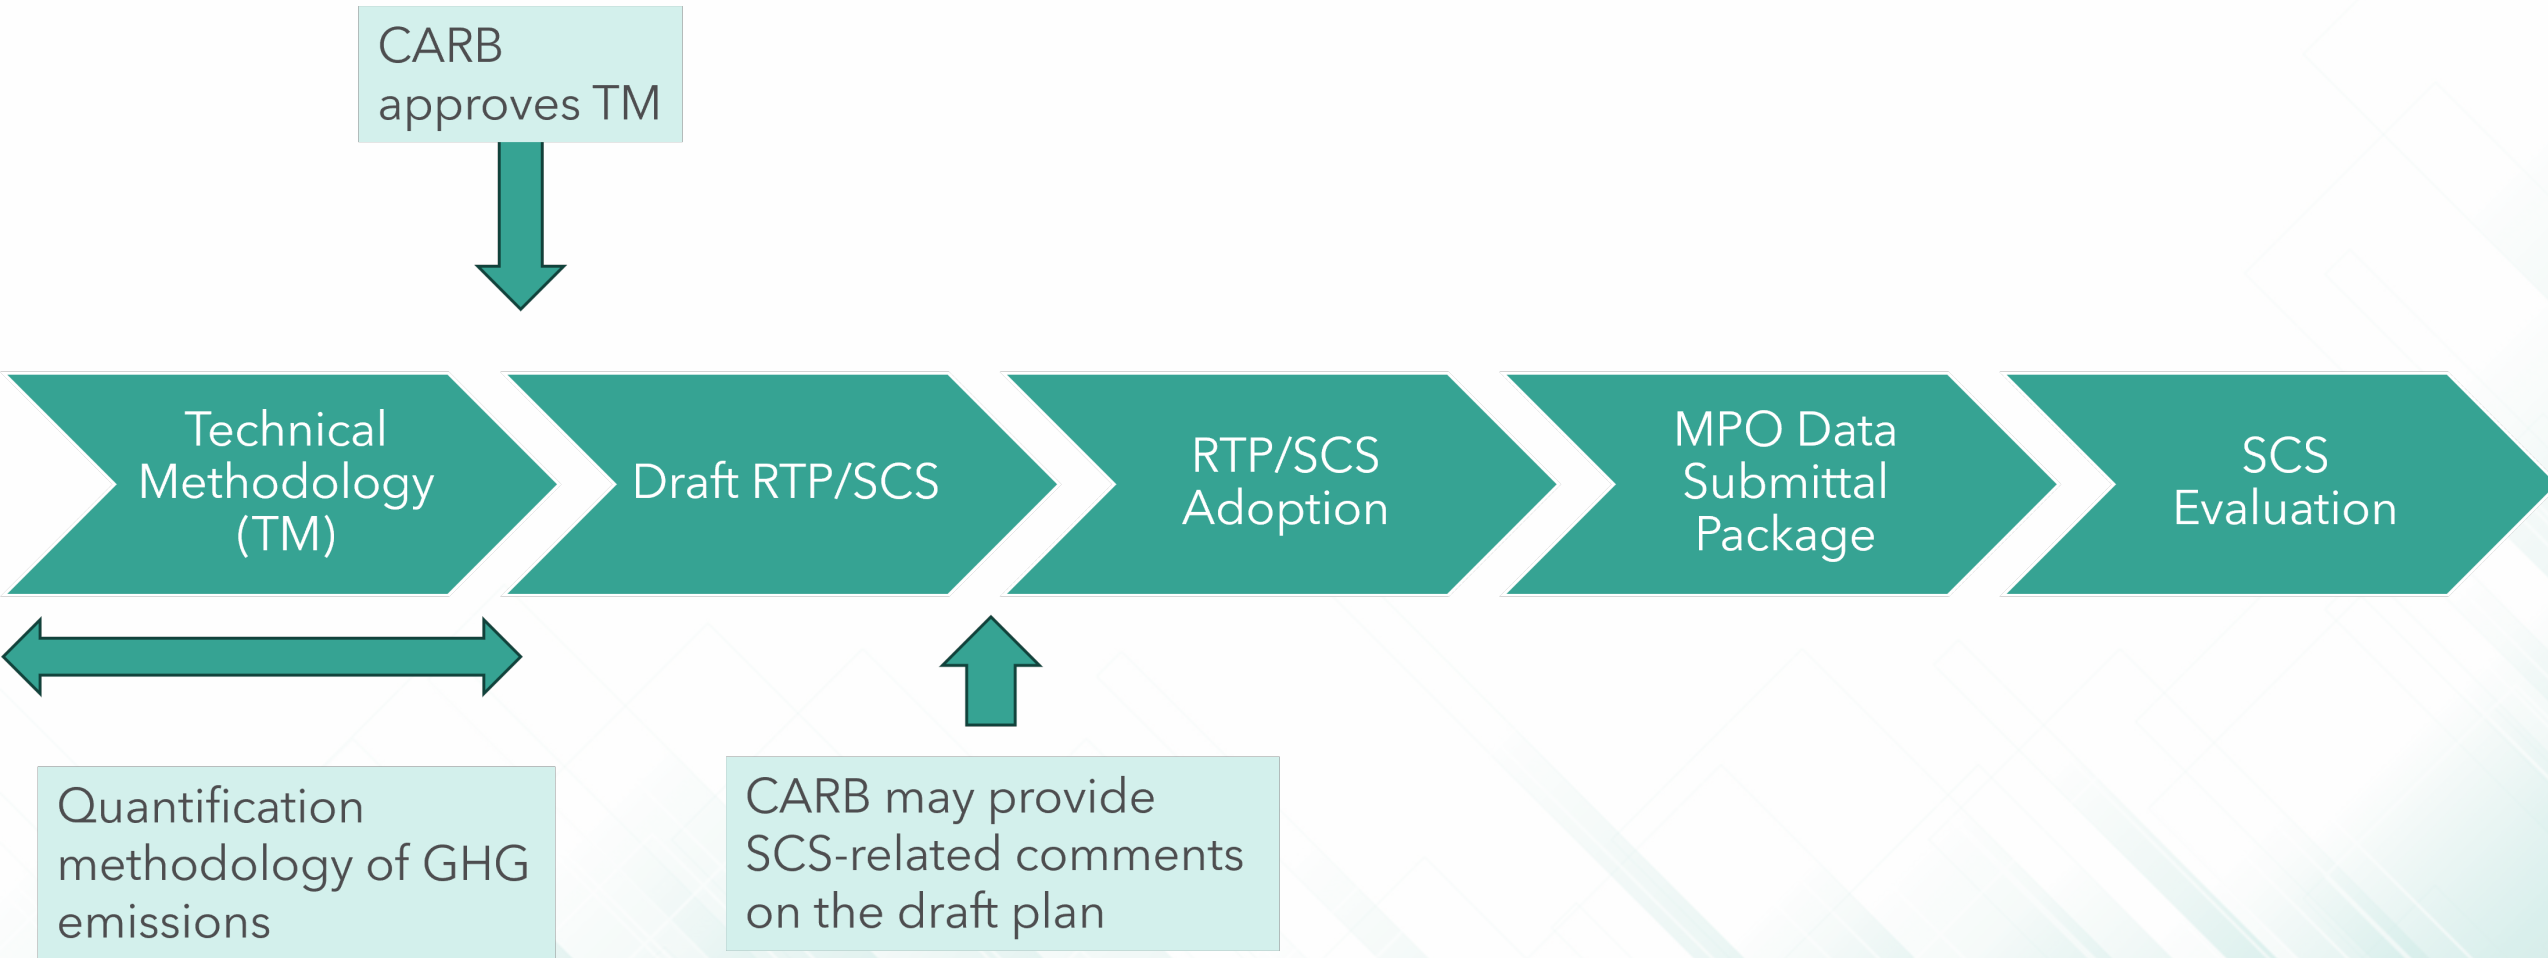 CARB
approves TM
Technical
Methodology
(TM)
Draft RTP/SCS
RTP/SCS
Adoption
MPO Data
Submittal
Package
SCS
Evaluation
Quantification
methodology of GHG
emissions
CARB may provide
SCS-related comments
on the draft plan